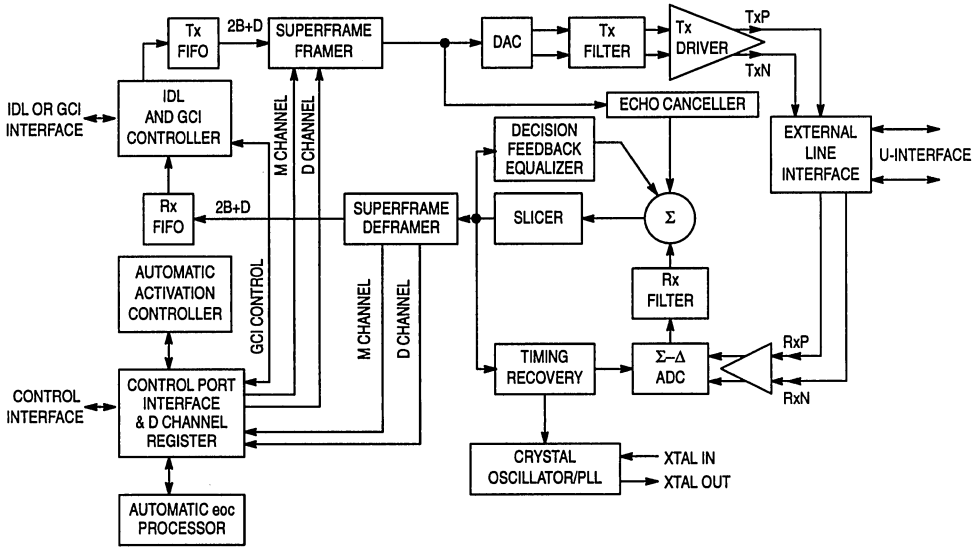 Tx
FIFO
2B+D
SUPERFRAME
FRAMER
DAC
Tx
FILTER
Tx
DRIVER
TxP
TxN
IDL OR GCI
INTERFACE
IDL
AND GCI
CONTROLLER
M CHANNEL
D CHANNEL
ECHO CANCELLER
DECISION
FEEDBACK
EQUALIZER
EXTERNAL
LINE
INTERFACE
U-INTERFACE
Rx
FIFO
2B+D
SUPERFRAME
DEFRAMER
SLICER
Σ
AUTOMATIC
ACTIVATION
CONTROLLER
GCI CONTROL
M CHANNEL
D CHANNEL
Rx
FILTER
TIMING
RECOVERY
Σ–Δ
ADC
RxP
RxN
CONTROL
INTERFACE
CONTROL PORT
INTERFACE
& D CHANNEL
REGISTER
CRYSTAL
OSCILLATOR/PLL
XTAL IN
XTAL OUT
AUTOMATIC eoc
PROCESSOR